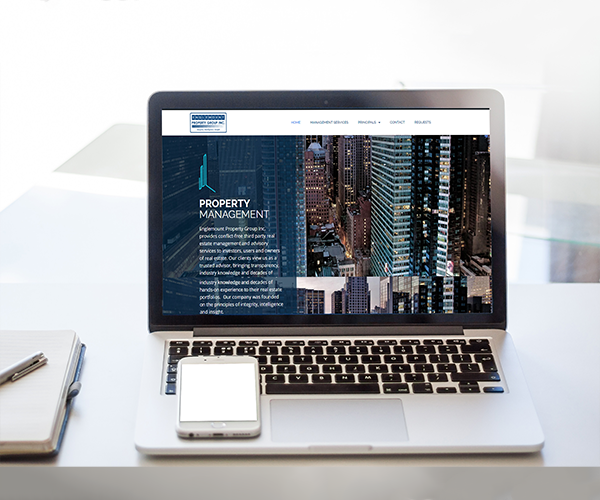 ENGLEMOUNT
PROPERTY GROUP INC.
HOME MANAGEMENT SERVICES PRINCIPALS CONTACT REQUESTS
PROPERTY
MANAGEMENT
Englemount Property Group Inc.
provides conflict-free third party real
estate management and advisory
services to investors, users and owners
of real estate. Our clients view us as a
trusted advisor, bringing transparency,
industry knowledge and decades of
industry knowledge and decades of
hands-on experience to their real estate
portfolios. Our company was founded
on the principles of integrity, intelligence
and insight.